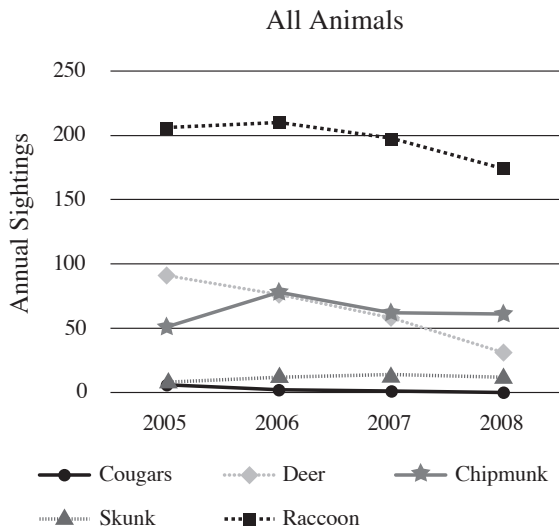 All Animals
Annual Sightings
250
200
150
100
50
0
2005 2006 2007 2008
Cougars Deer Chipmunk
Skunk Raccoon